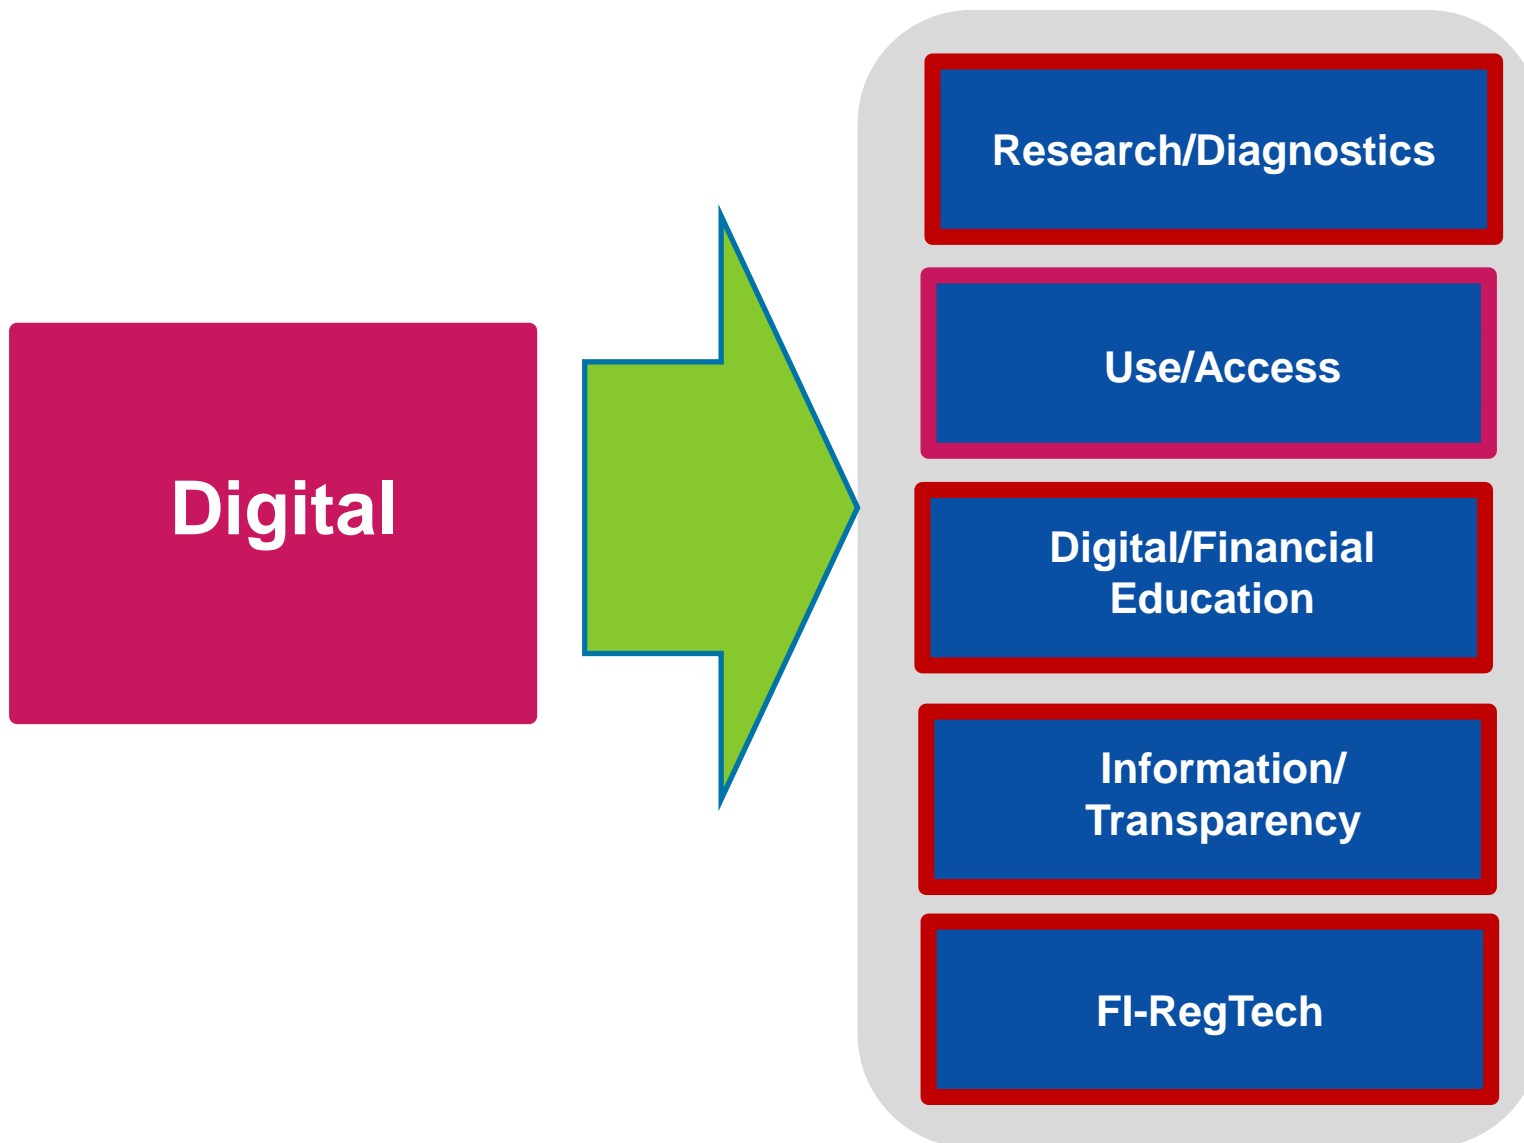 Digital
Research/Diagnostics
Use/Access
Digital/Financial
Education
Information/
Transparency
FI-RegTech